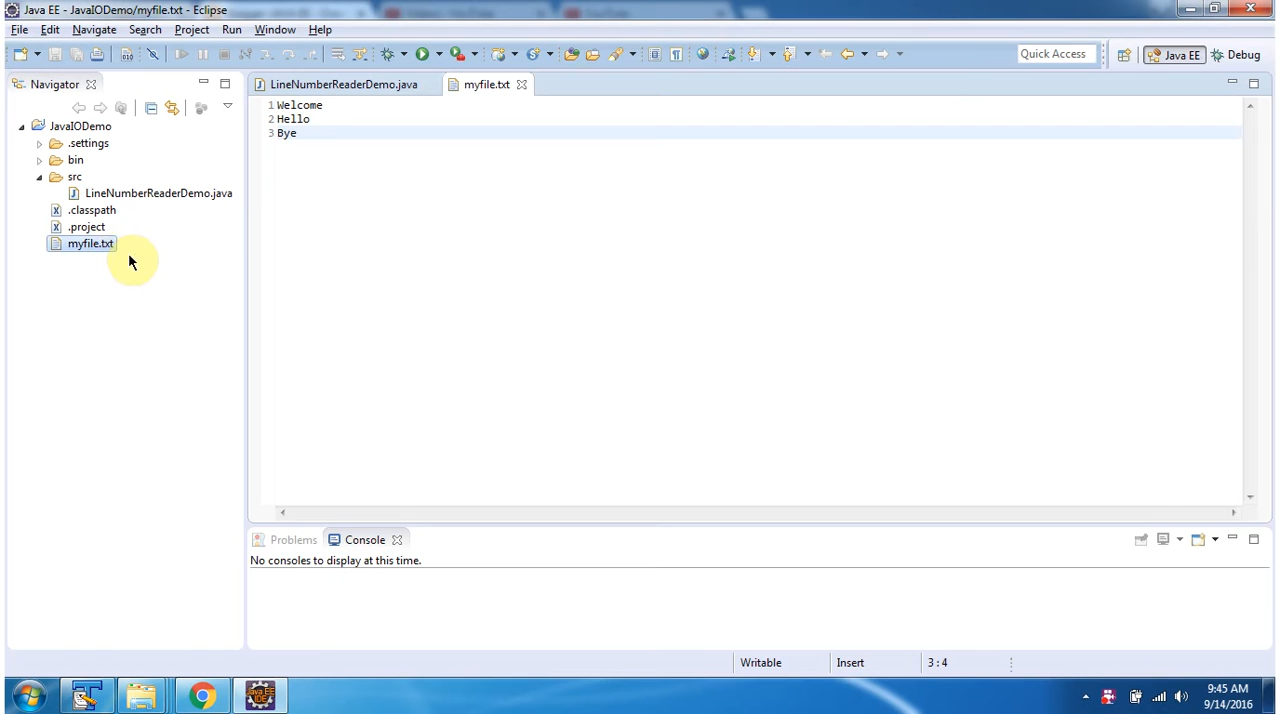 Java EE - JavaIODemo/myfile.txt - Eclipse
File Edit Navigate Search Project Run Window Help
Quick Access
Java EE
Debug
Navigator
LineNumberReaderDemo.java
myfile.txt
JavaIODemo
.settings
bin
src
LineNumberReaderDemo.java
.classpath
.project
myfile.txt
1 Welcome
2 Hello
3 Bye
Problems
Console
No consoles to display at this time.
Writable
Insert
3 : 4
Java EE
IDE
9:45 AM
9/14/2016